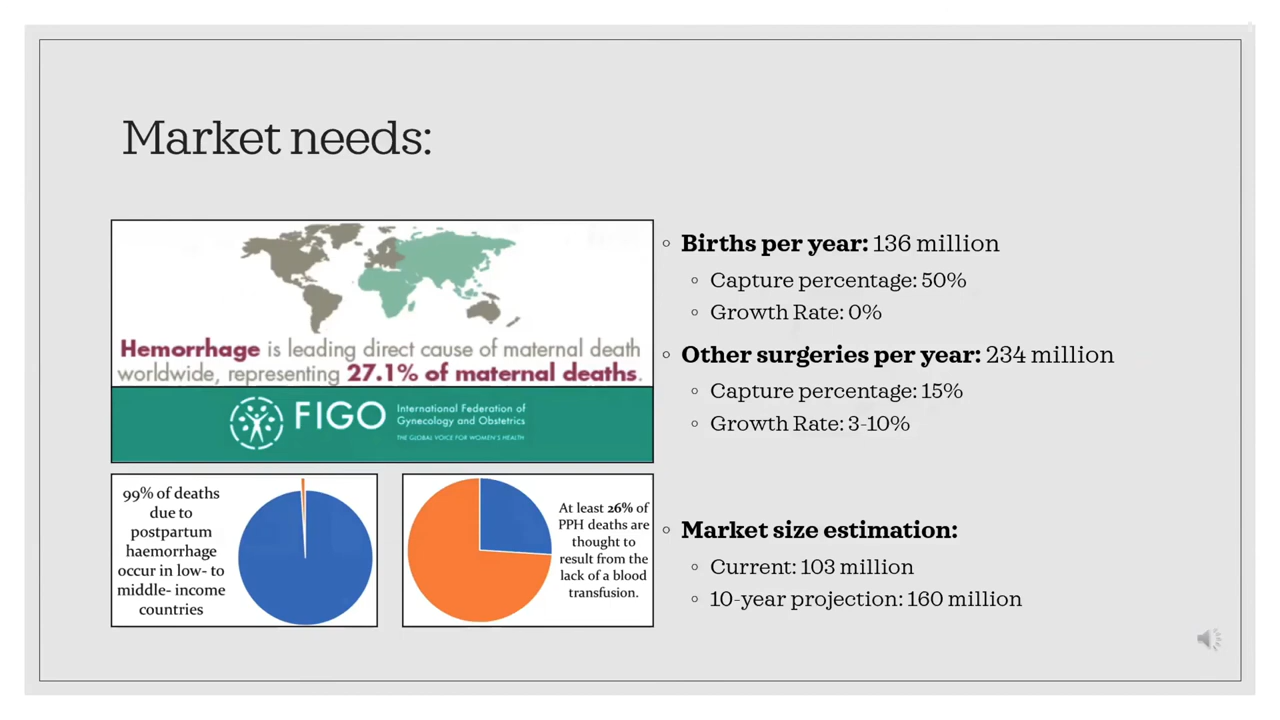 Market needs:
Hemorrhage is leading direct cause of maternal death
worldwide, representing 27.1% of maternal deaths.
FIGO
International Federation of
Gynecology and Obstetrics
THE GLOBAL VOICE FOR WOMEN'S HEALTH
99% of deaths
due to
postpartum
haemorrhage
occur in low- to
middle- income
countries
At least 26% of
PPH deaths are
thought to
result from the
lack of a blood
transfusion.
Births per year: 136 million
Capture percentage: 50%
Growth Rate: 0%
Other surgeries per year: 234 million
Capture percentage: 15%
Growth Rate: 3-10%
Market size estimation:
Current: 103 million
10-year projection: 160 million